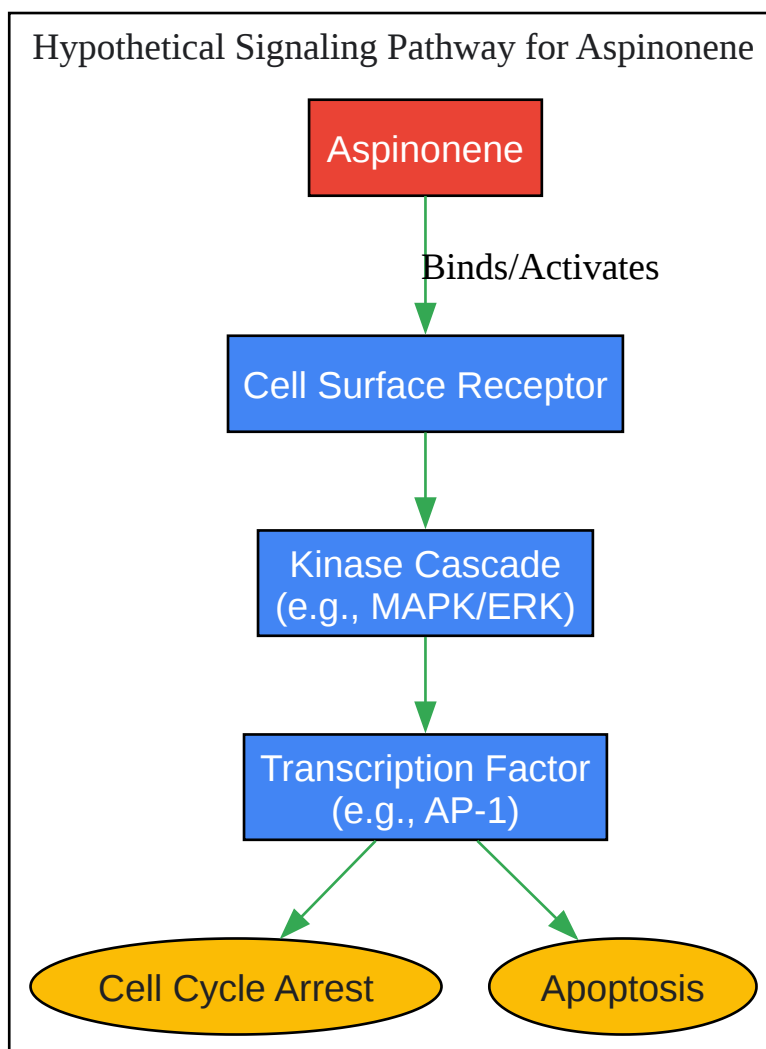 Hypothetical Signaling Pathway for Aspinonene
Aspinonene
Binds/Activates
Cell Surface Receptor
Kinase Cascade
(e.g., MAPK/ERK)
Transcription Factor
(e.g., AP-1)
Cell Cycle Arrest
Apoptosis